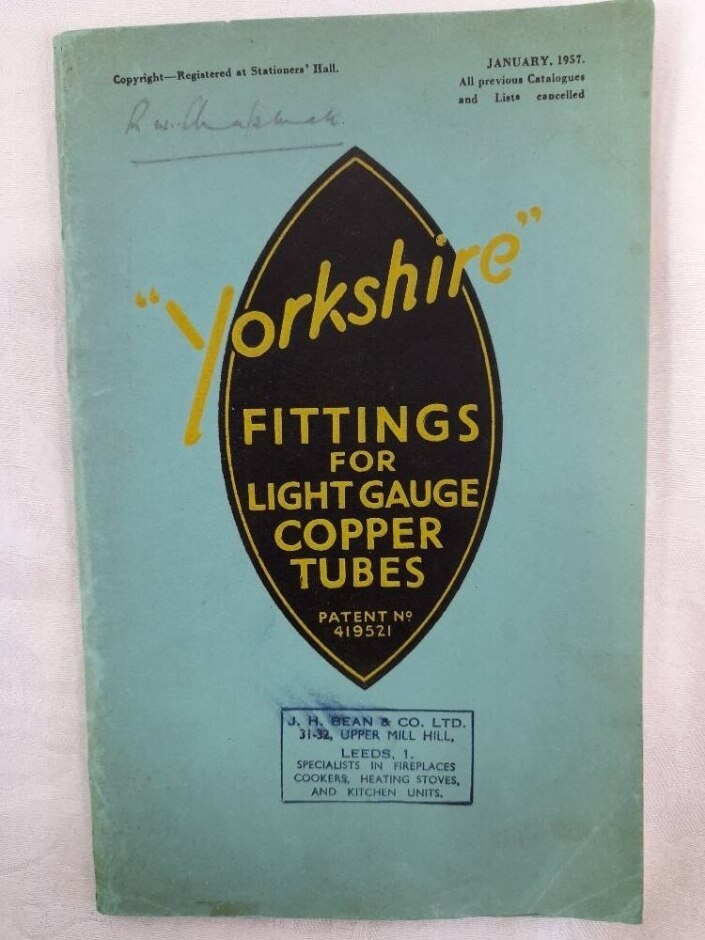 Copyright—Registered at Stationers' Hall.
JANUARY, 1957.
All previous Catalogues
and Lists cancelled
R. W.
"Yorkshire"
FITTINGS
FOR
LIGHT GAUGE
COPPER
TUBES
PATENT Nº
419521
J. H. BEAN & CO. LTD.
31-32, UPPER MILL HILL,
LEEDS, 1.
SPECIALISTS IN FIREPLACES
COOKERS, HEATING STOVES,
AND KITCHEN UNITS.